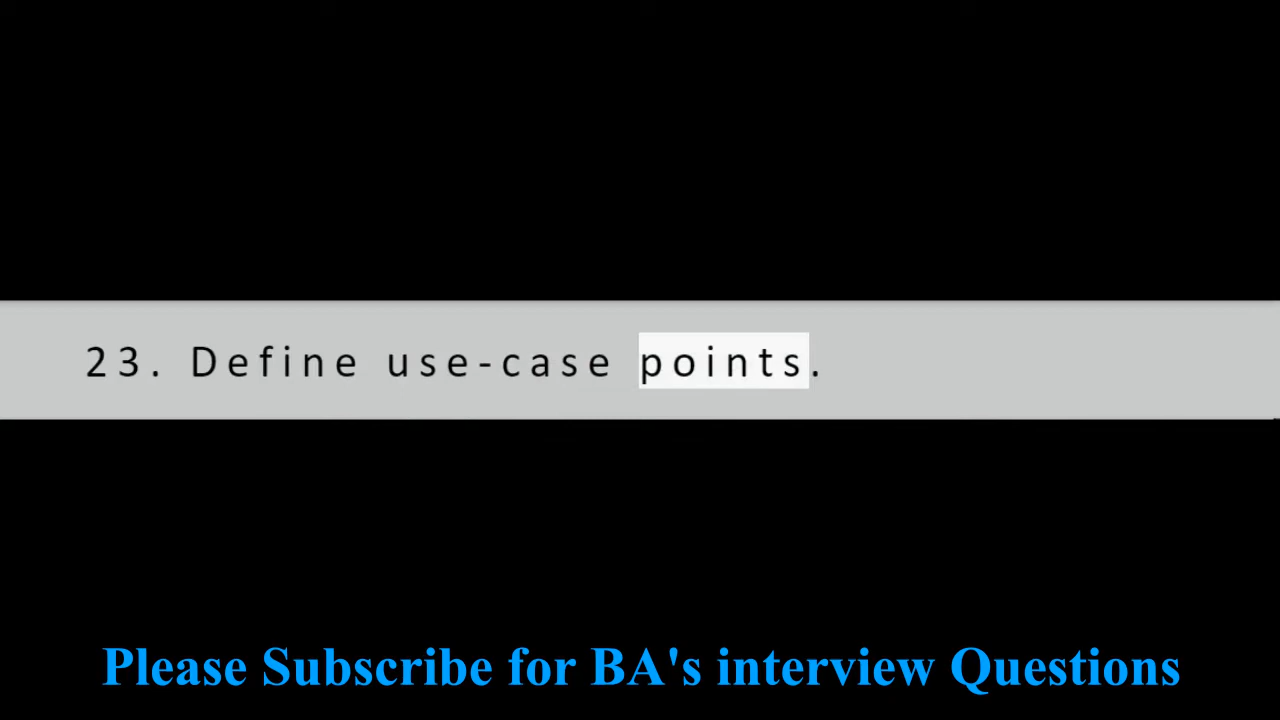 23. Define use-case points.
Please Subscribe for BA's interview Questions